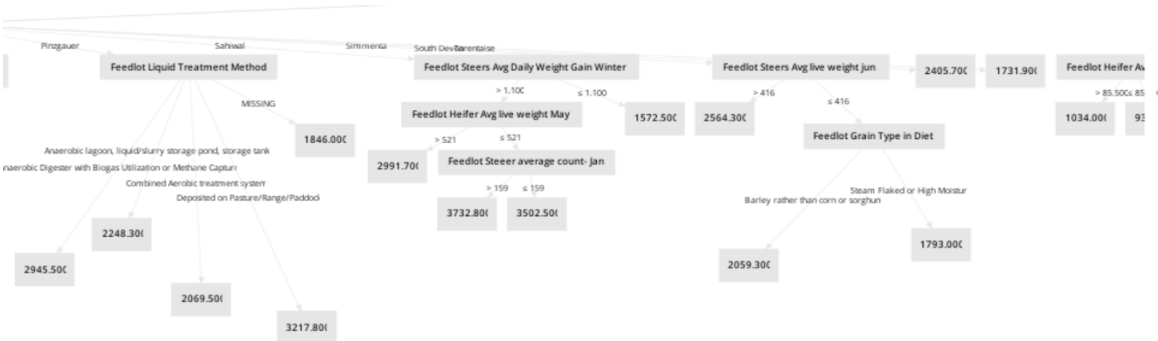 Pinzgauer
Sahiwal
Simmenta
South Devon
Tarentaise
Feedlot Liquid Treatment Method
Feedlot Steers Avg Daily Weight Gain Winter
Feedlot Steers Avg live weight jun
2405.70(
1731.90(
Feedlot Heifer Av
MISSING
> 1.10(
≤ 1.100
> 416
≤ 416
> 85.50(
≤ 85
1846.00(
Feedlot Heifer Avg live weight May
1572.50(
2564.30(
Feedlot Grain Type in Diet
1034.00(
93
> 521
≤ 521
Anaerobic lagoon, liquid/slurry storage pond, storage tank
naerobic Digester with Biogas Utilization or Methane Captur
Combined Aerobic treatment system
Deposited on Pasture/Range/Paddoc
2991.70(
Feedlot Steeer average count- Jan
> 159
≤ 159
Steam Flaked or High Moistur
Barley rather than corn or sorghun
3732.80(
3502.50(
2248.30(
1793.00(
2945.50(
2059.30(
2069.50(
3217.80(